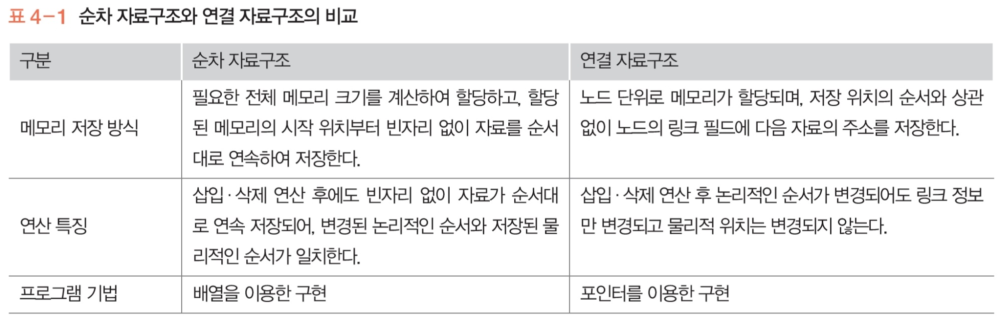 표 4-1 순차 자료구조와 연결 자료구조의 비교
구분
순차 자료구조
연결 자료구조
메모리 저장 방식
필요한 전체 메모리 크기를 계산하여 할당하고, 할당
된 메모리의 시작 위치부터 빈자리 없이 자료를 순서
대로 연속하여 저장한다.
노드 단위로 메모리가 할당되며, 저장 위치의 순서와 상관
없이 노드의 링크 필드에 다음 자료의 주소를 저장한다.
연산 특징
삽입·삭제 연산 후에도 빈자리 없이 자료가 순서대
로 연속 저장되어, 변경된 논리적인 순서와 저장된 물
리적인 순서가 일치한다.
삽입·삭제 연산 후 논리적인 순서가 변경되어도 링크 정보
만 변경되고 물리적 위치는 변경되지 않는다.
프로그램 기법
배열을 이용한 구현
포인터를 이용한 구현